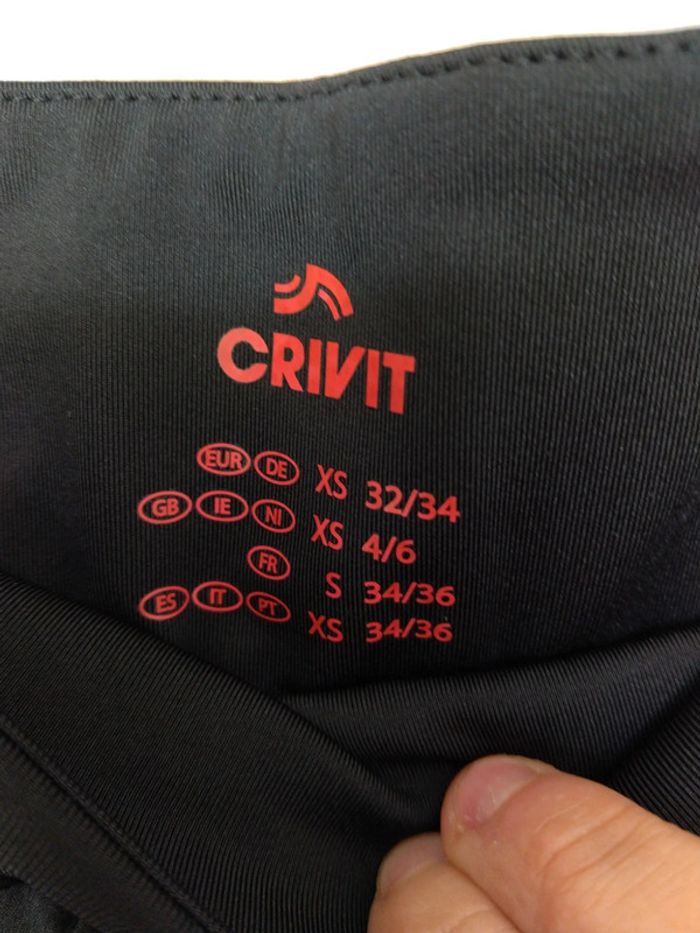 CRIVIT
EUR DE XS 32/34
GB IE NI XS 4/6
FR S 34/36
ES IT PT XS 34/36